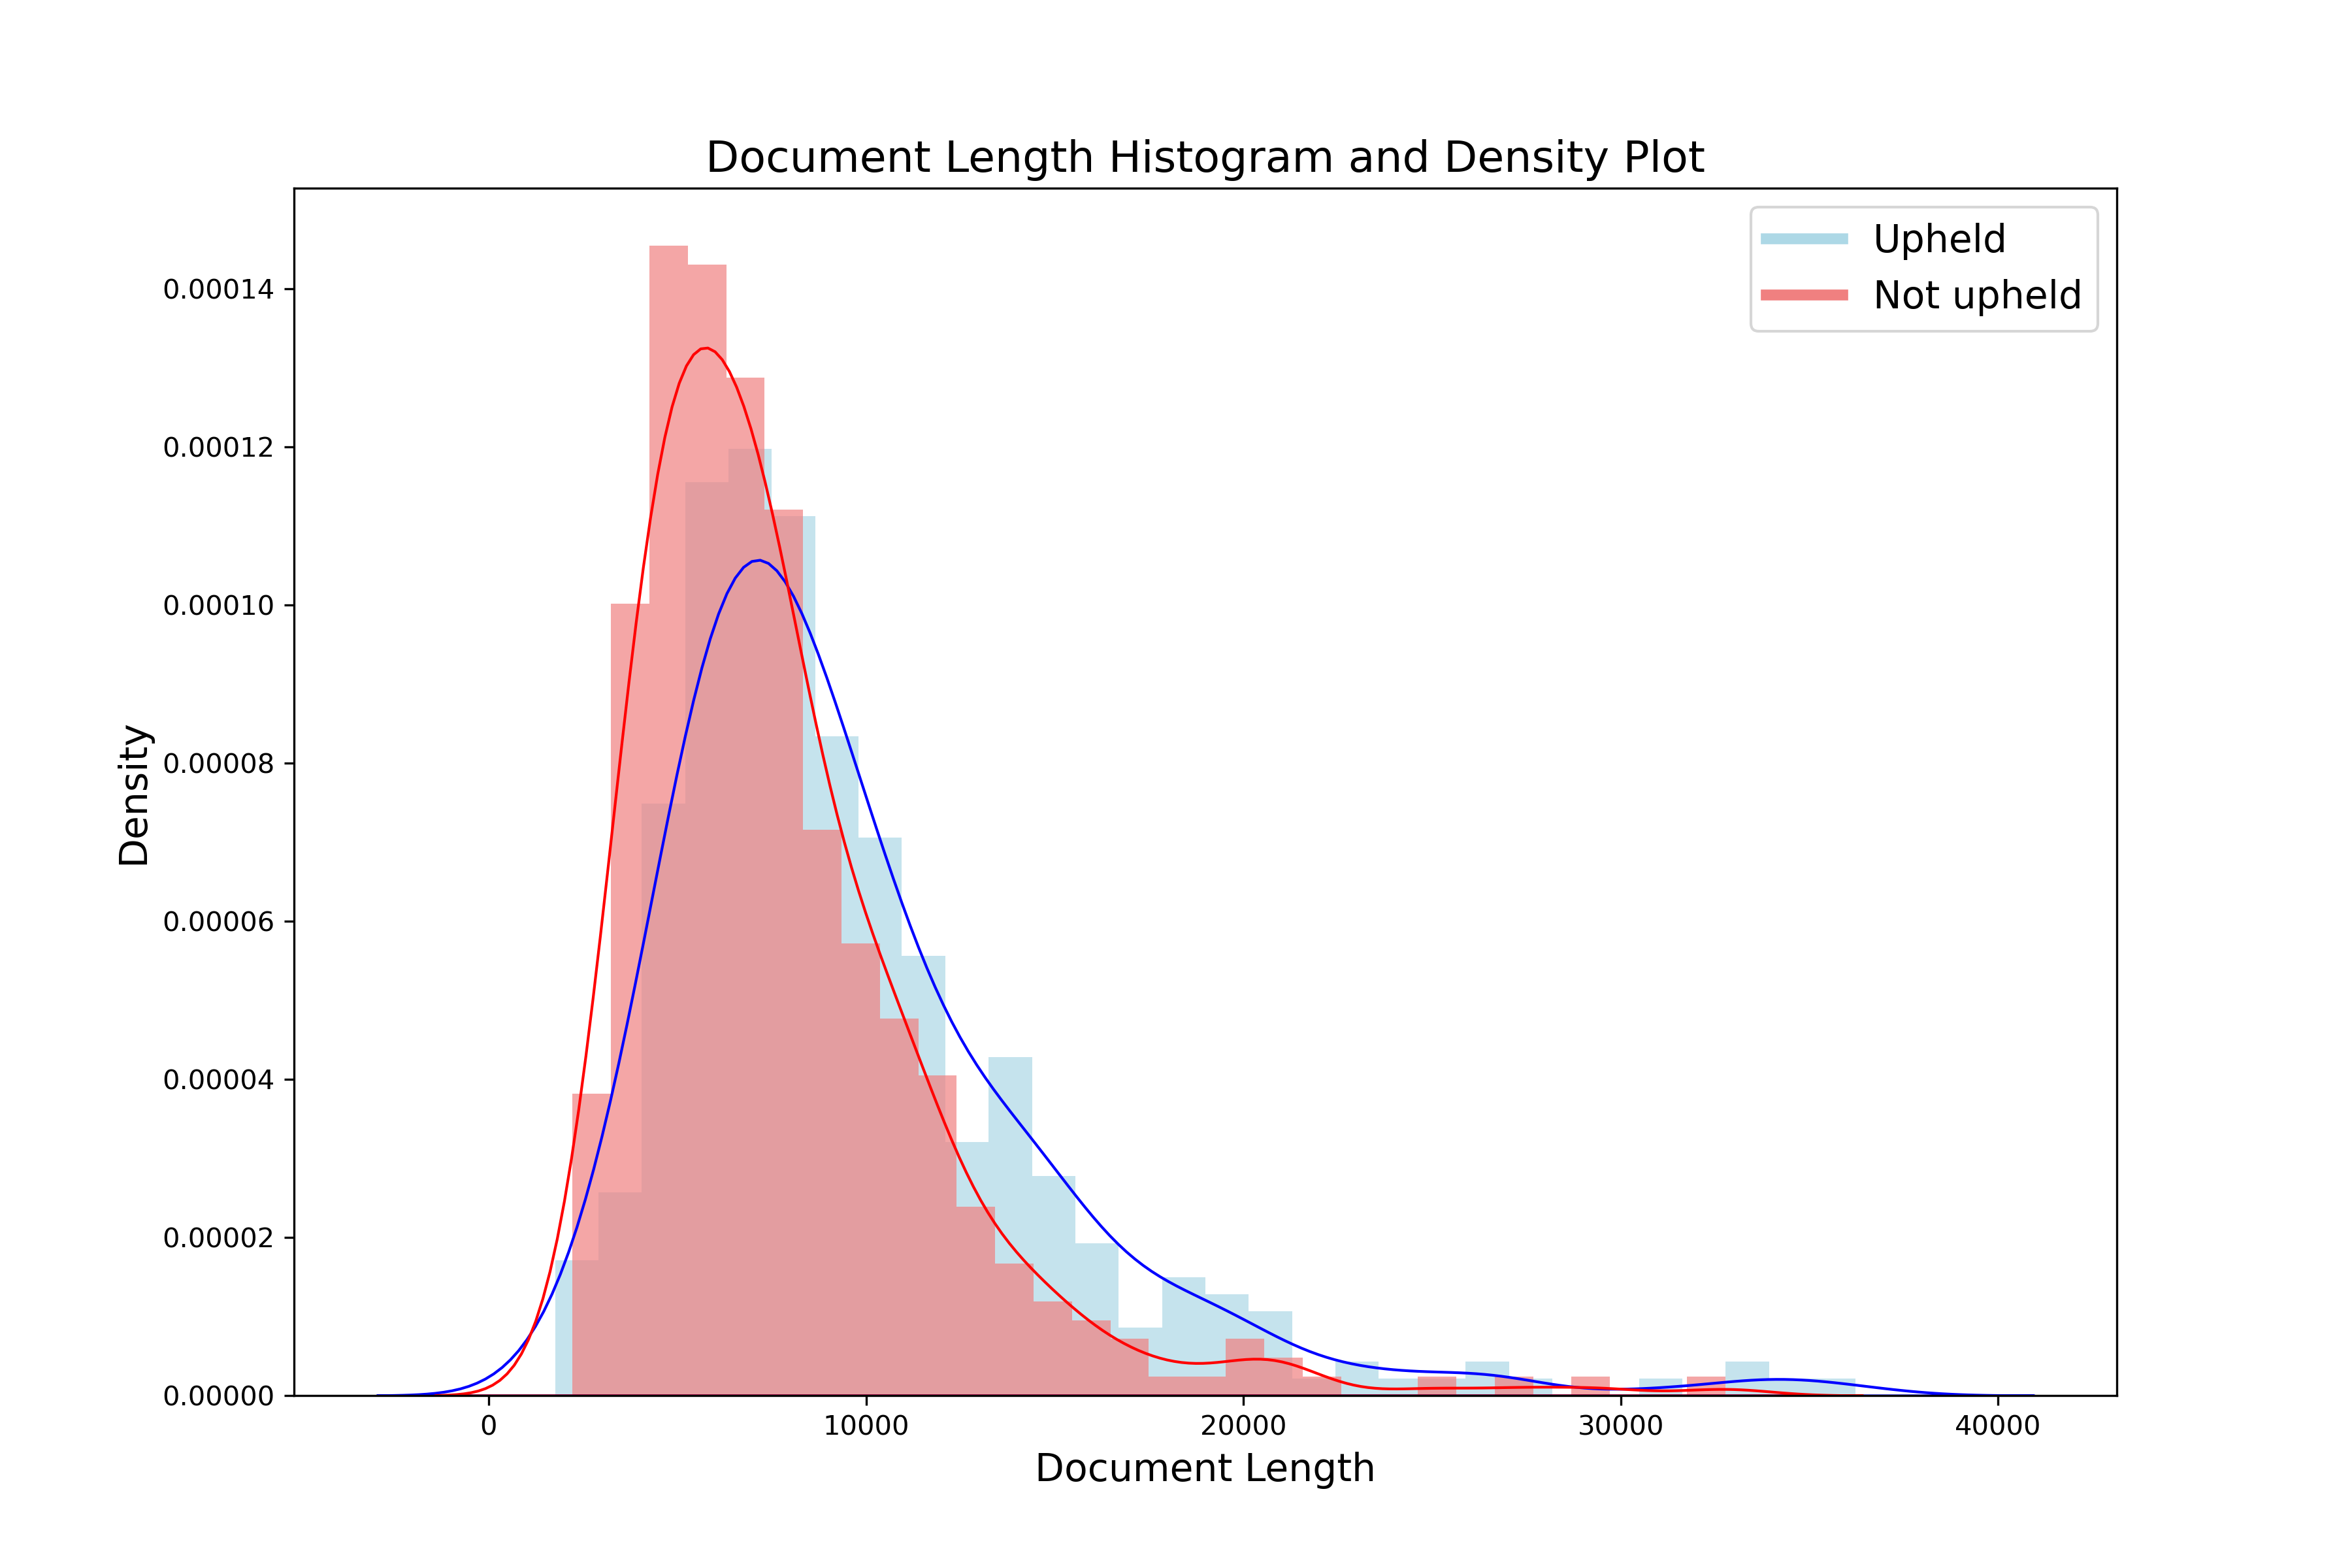 Document Length Histogram and Density Plot
Upheld
Not upheld
0.00014
0.00012
0.00010
0.00008
0.00006
0.00004
0.00002
0.00000
Density
0 10000 20000 30000 40000
Document Length